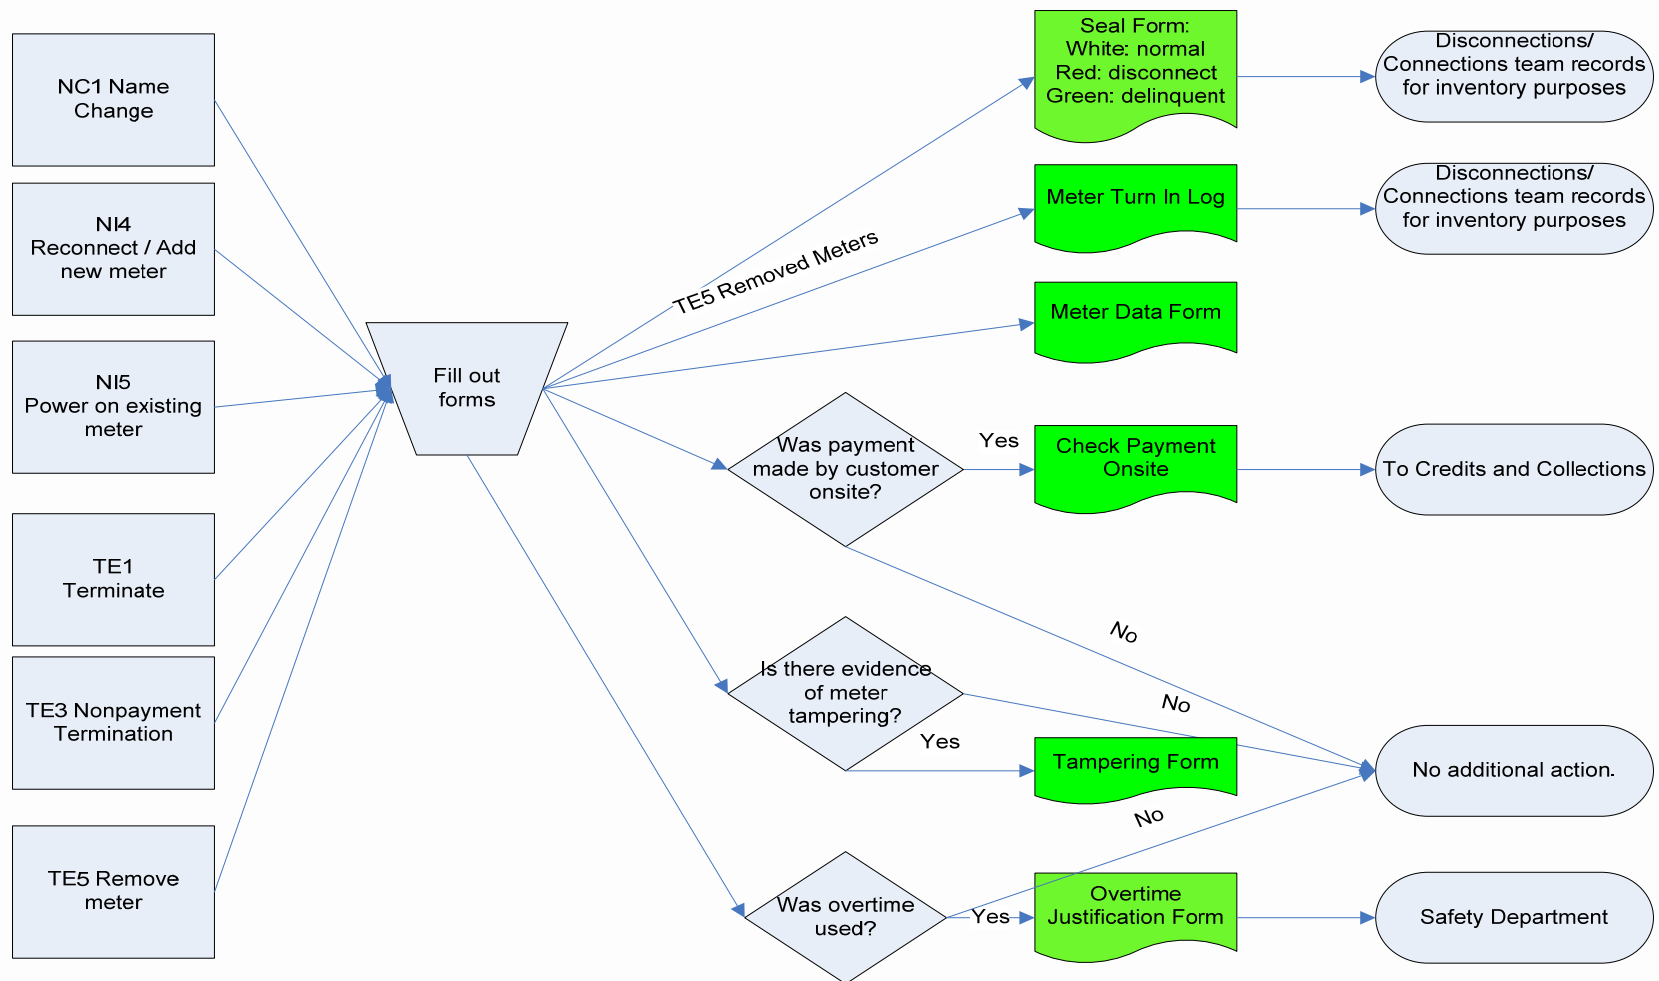 NC1 Name
Change
NI4
Reconnect / Add
new meter
NI5
Power on existing
meter
TE1
Terminate
TE3 Nonpayment
Termination
TE5 Remove
meter
Fill out
forms
TE5 Removed Meters
Seal Form:
White: normal
Red: disconnect
Green: delinquent
Disconnections/
Connections team records
for inventory purposes
Meter Turn In Log
Disconnections/
Connections team records
for inventory purposes
Meter Data Form
Was payment
made by customer
onsite?
Yes
Check Payment
Onsite
To Credits and Collections
No
Is there evidence
of meter
tampering?
No
Yes
Tampering Form
No additional action.
No
Was overtime
used?
Yes
Overtime
Justification Form
Safety Department